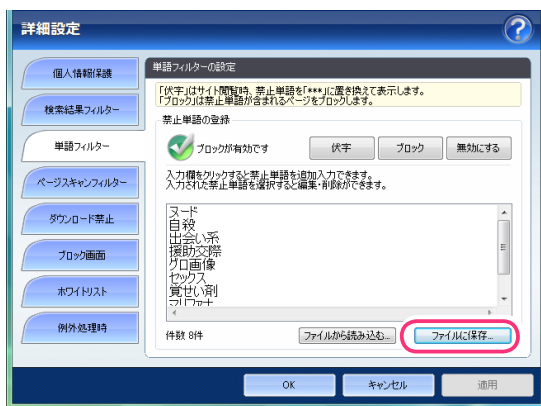 詳細設定
?
個人情報保護
検索結果フィルター
単語フィルター
ページスキャンフィルター
ダウンロード禁止
ブロック画面
ホワイトリスト
例外処理時
単語フィルターの設定
「伏字」はサイト閲覧時、禁止単語を「***」に置き換えて表示します。
「ブロック」は禁止単語が含まれるページをブロックします。
禁止単語の登録
ブロックが有効です
伏字
ブロック
無効にする
入力欄をクリックすると禁止単語を追加入力できます。
入力された禁止単語を選択すると編集・削除ができます。
ヌード
自殺
出会い系
援助交際
グロ画像
セックス
覚せい剤
マリファナ
件数 8件
ファイルから読み込む...
ファイルに保存...
OK
キャンセル
適用